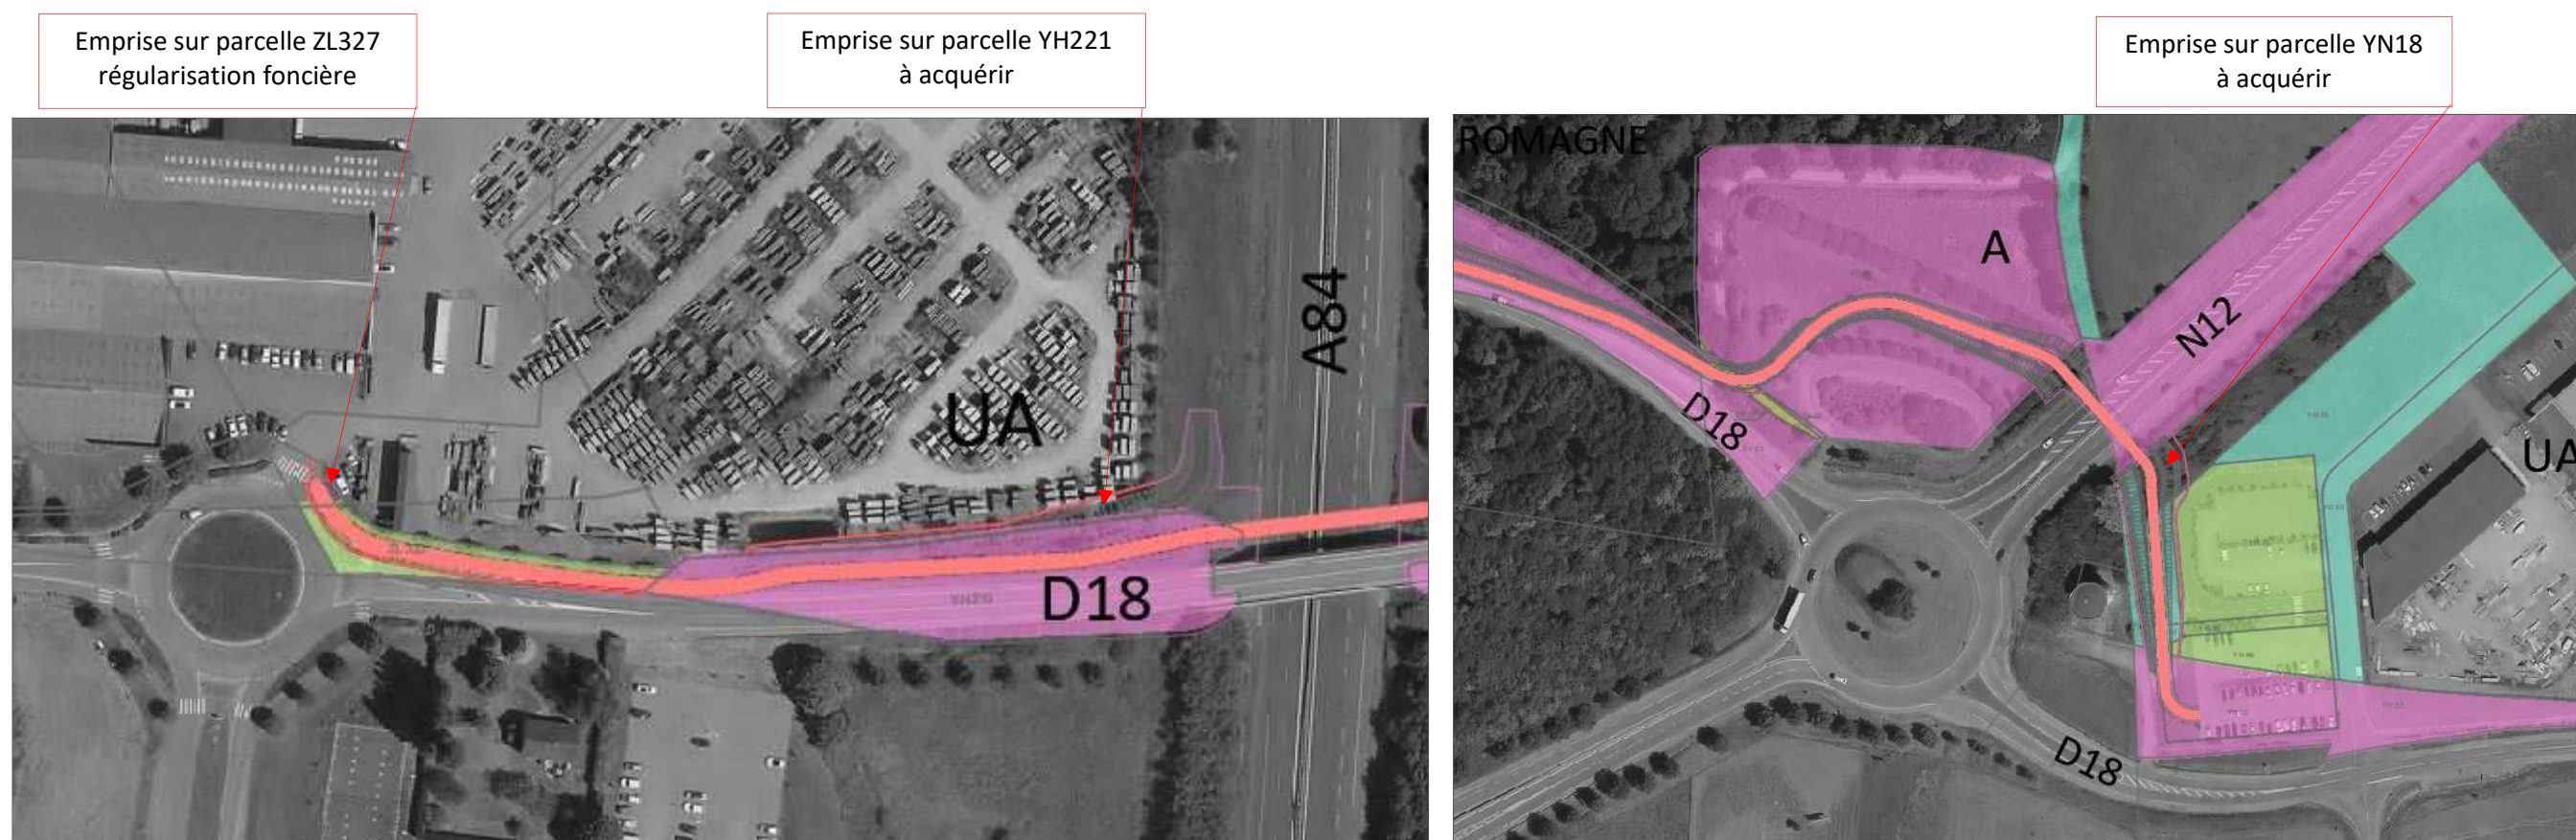 Emprise sur parcelle ZL327
régularisation foncière
Emprise sur parcelle YH221
à acquérir
Emprise sur parcelle YN18
à acquérir
A84
UA
D18
ROMAGNE
A
N12
D18
UA
D18